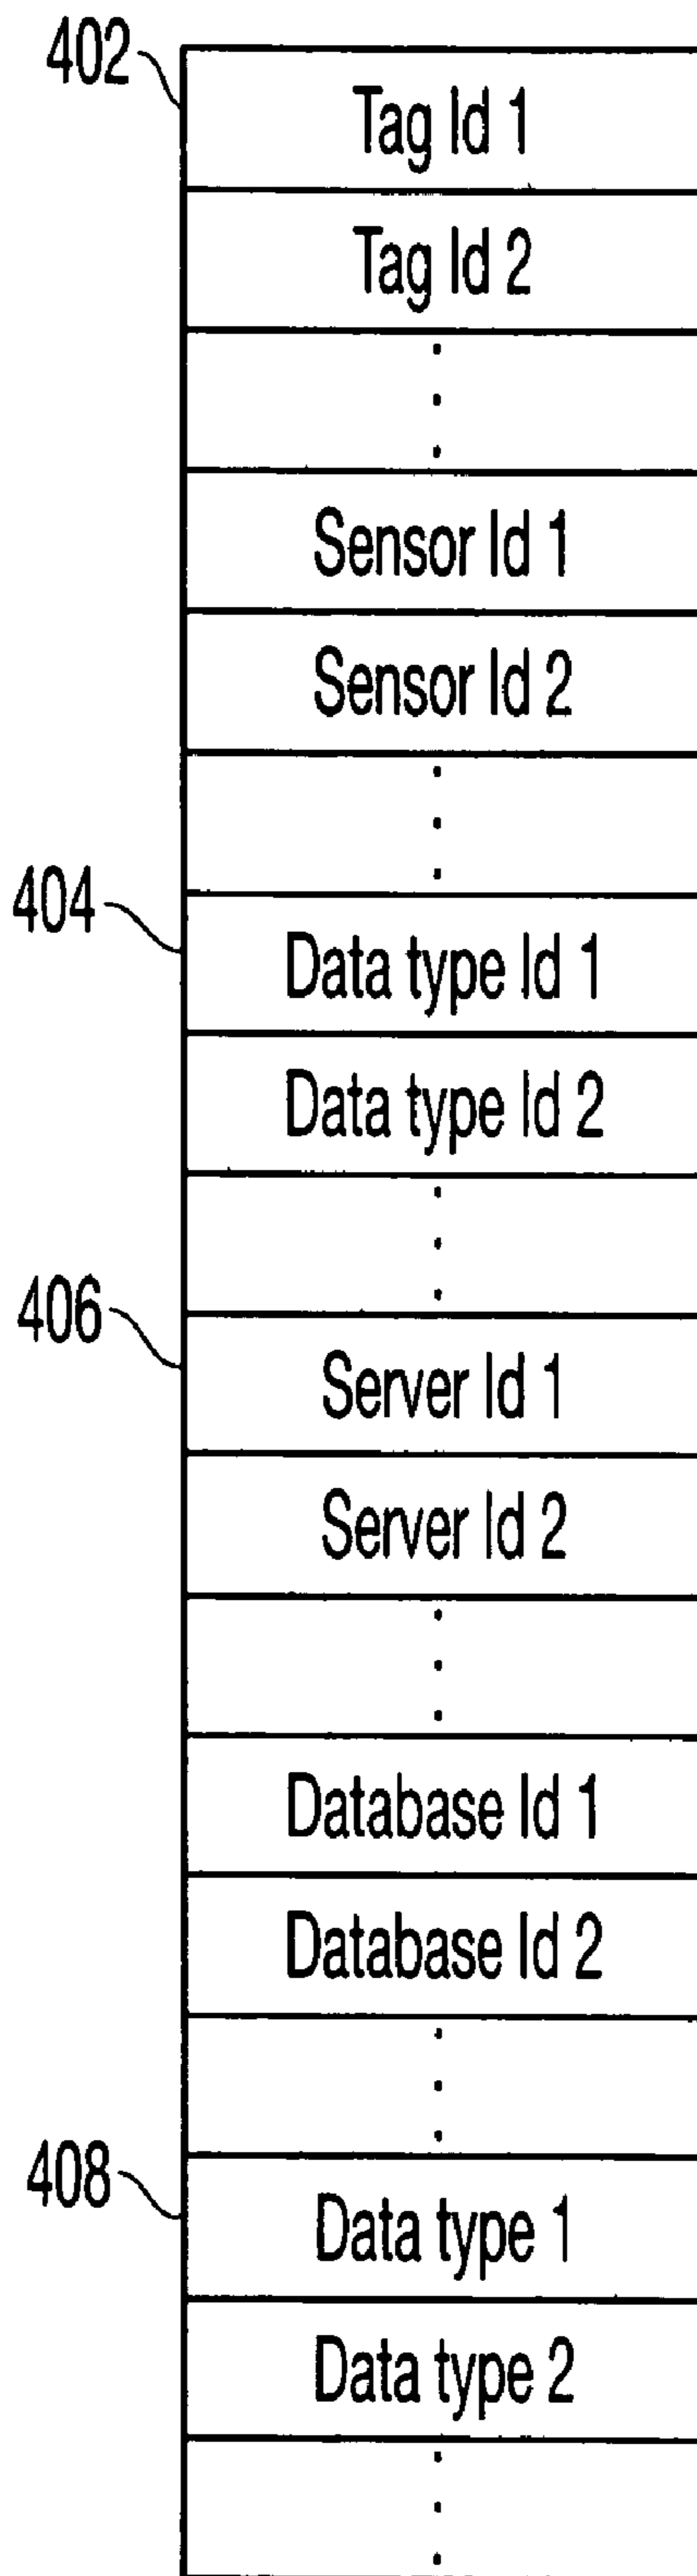 402
Tag Id 1
Tag Id 2
Sensor Id 1
Sensor Id 2
404
Data type Id 1
Data type Id 2
406
Server Id 1
Server Id 2
Database Id 1
Database Id 2
408
Data type 1
Data type 2